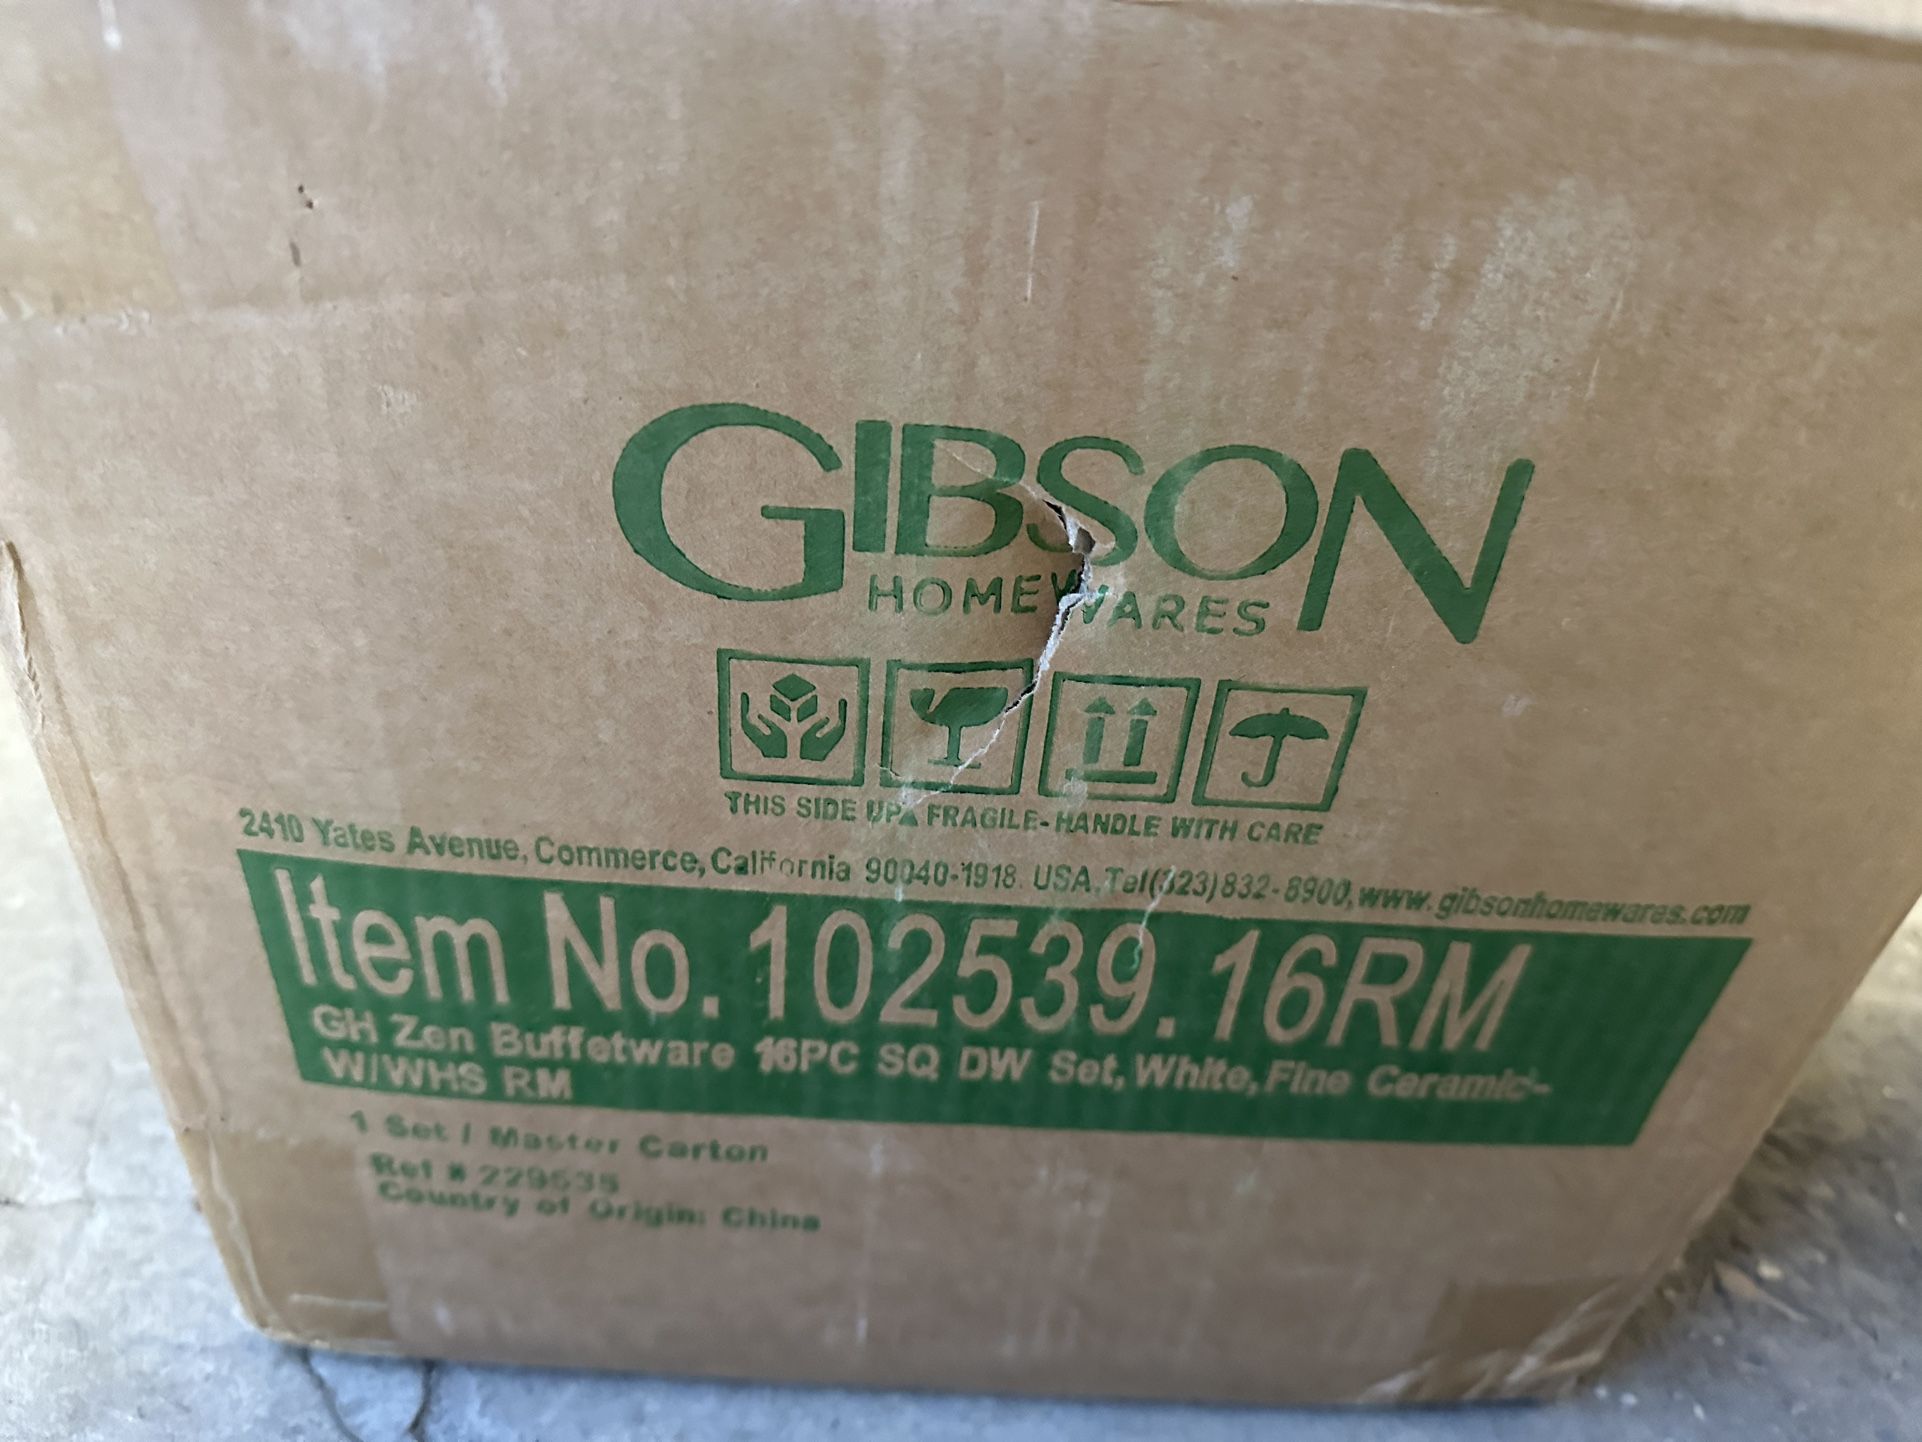 GIBSON
HOMEWARES
THIS SIDE UP, FRAGILE-HANDLE WITH CARE
2410 Yates Avenue, Commerce, California 90040-1918. USA, Tel(323)832-8900, www.gibsonhomewares.com
Item No. 102539.16RM
GH Zen Buffetware 16PC SQ DW Set, White, Fine Ceramic-
W/WHS RM
1 Set / Master Carton
Ref # 229535
Country of Origin: China